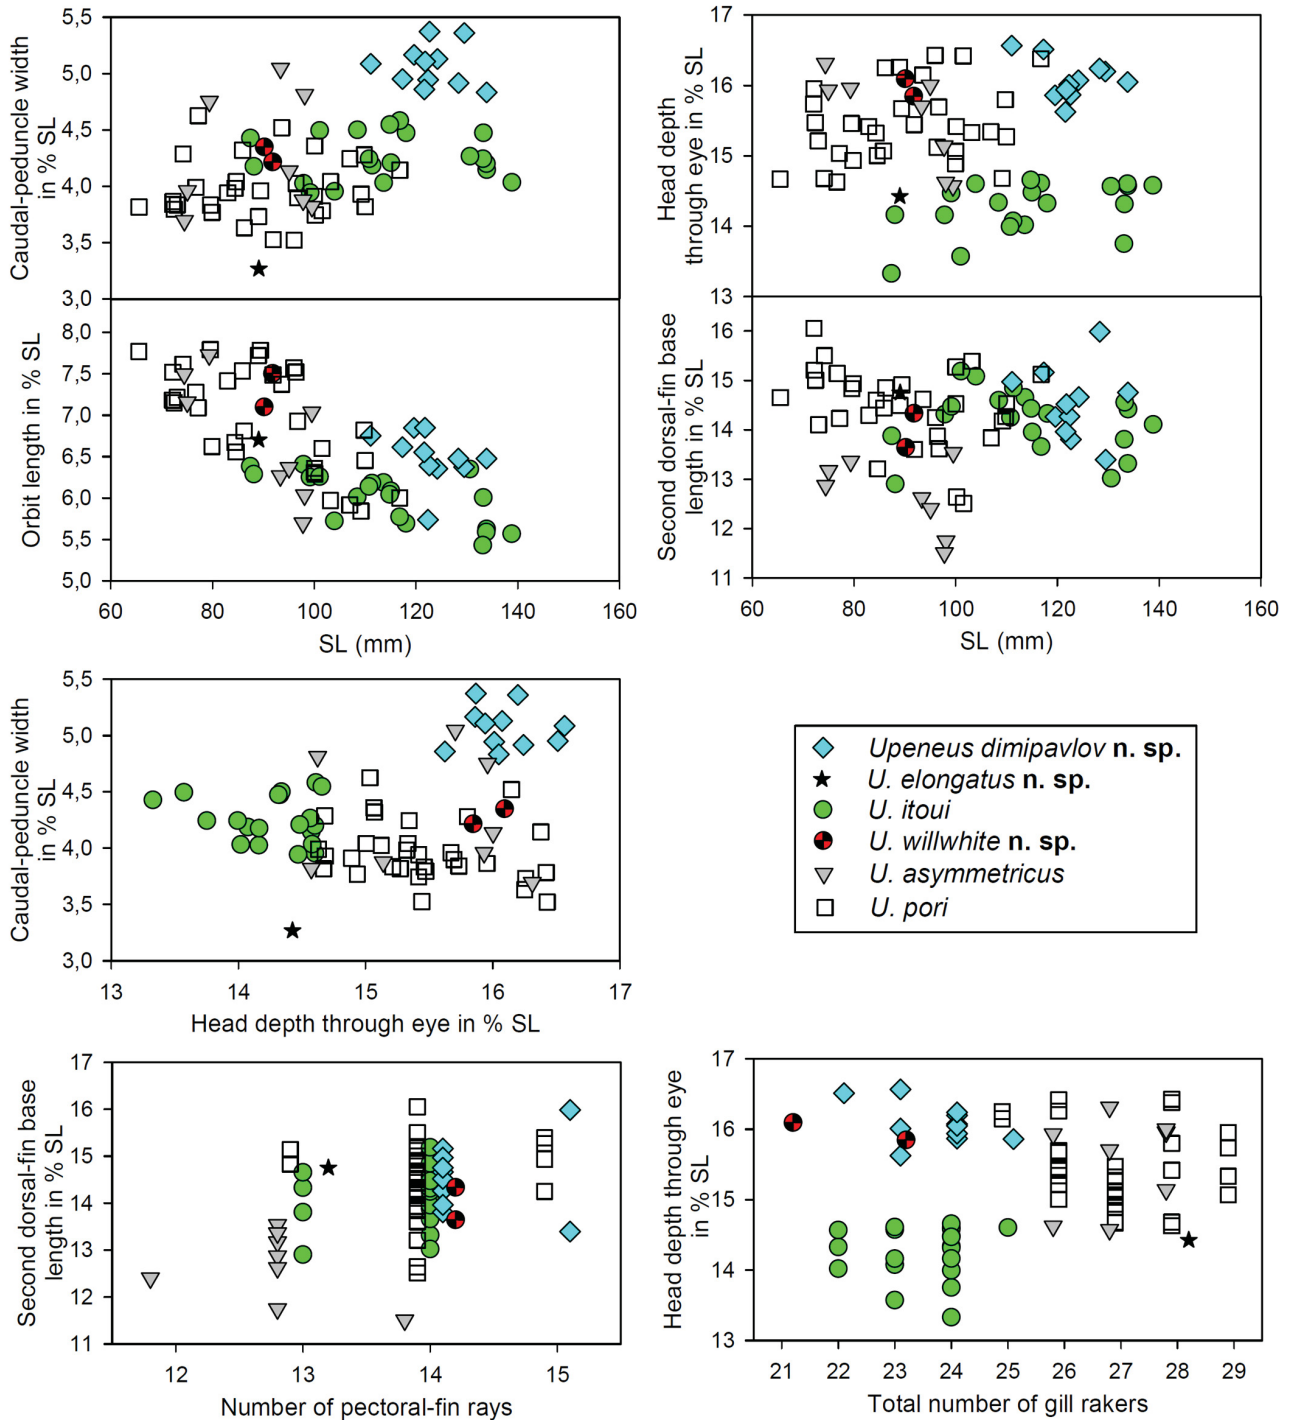 Caudal-peduncle width
in % SL
5,5
5,0
4,5
4,0
3,5
3,0
Orbit length in % SL
8,0
7,5
7,0
6,5
6,0
5,5
5,0
60 80 100 120 140 160
SL (mm)
Head depth
through eye in % SL
17
16
15
14
13
Second dorsal-fin base
length in % SL
16
15
14
13
12
11
60 80 100 120 140 160
SL (mm)
Caudal-peduncle width
in % SL
5,5
5,0
4,5
4,0
3,5
3,0
13 14 15 16 17
Head depth through eye in % SL
Upeneus dimipavlov n. sp.
U. elongatus n. sp.
U. itoui
U. willwhite n. sp.
U. asymmetricus
U. pori
Second dorsal-fin base
length in % SL
17
16
15
14
13
12
11
12 13 14 15
Number of pectoral-fin rays
Head depth through eye
in % SL
17
16
15
14
13
21 22 23 24 25 26 27 28 29
Total number of gill rakers